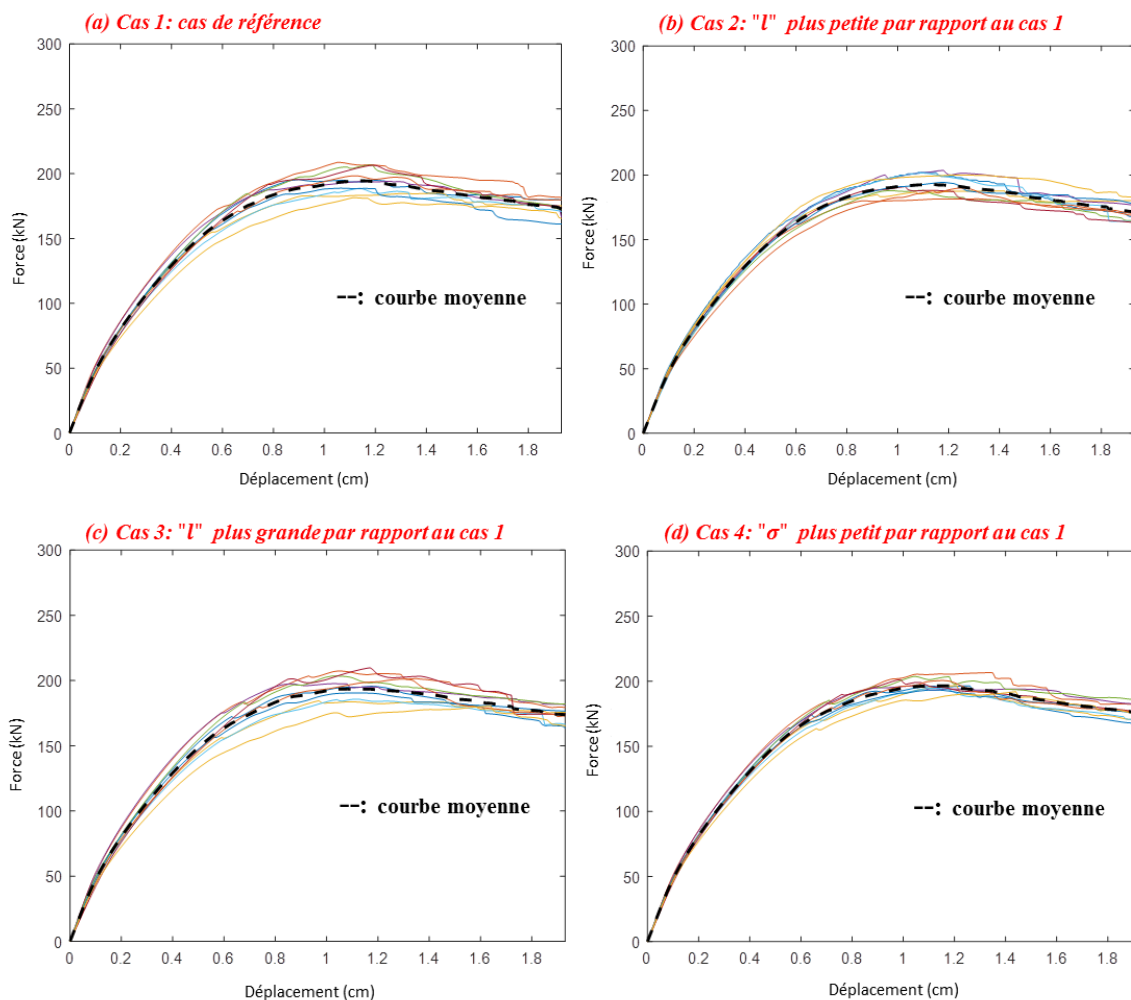 (a) Cas 1: cas de référence
300
250
200
150
100
50
0
Force (kN)
--: courbe moyenne
0 0.2 0.4 0.6 0.8 1 1.2 1.4 1.6 1.8
Déplacement (cm)
(b) Cas 2: "l" plus petite par rapport au cas 1
300
250
200
150
100
50
0
Force (kN)
--: courbe moyenne
0 0.2 0.4 0.6 0.8 1 1.2 1.4 1.6 1.8
Déplacement (cm)
(c) Cas 3: "l" plus grande par rapport au cas 1
300
250
200
150
100
50
0
Force (kN)
--: courbe moyenne
0 0.2 0.4 0.6 0.8 1 1.2 1.4 1.6 1.8
Déplacement (cm)
(d) Cas 4: "σ" plus petit par rapport au cas 1
300
250
200
150
100
50
0
Force (kN)
--: courbe moyenne
0 0.2 0.4 0.6 0.8 1 1.2 1.4 1.6 1.8
Déplacement (cm)